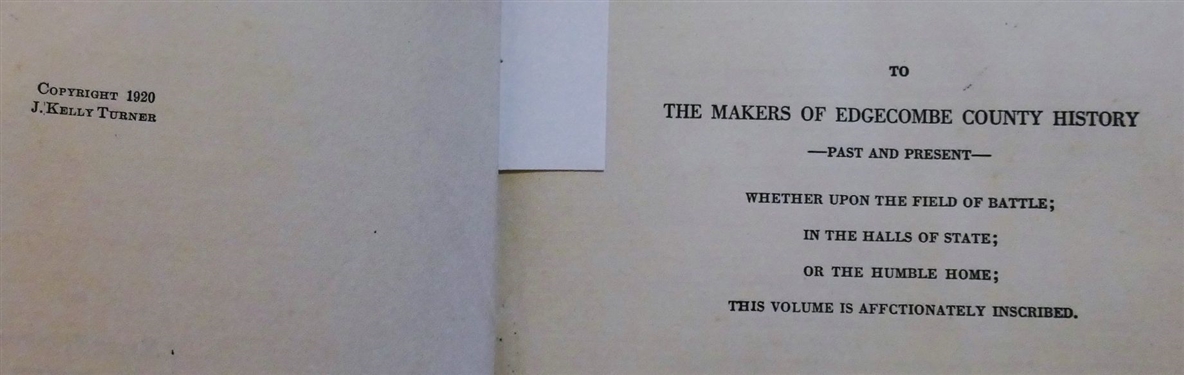 COPYRIGHT 1920
J. KELLY TURNER
TO
THE MAKERS OF EDGECOMBE COUNTY HISTORY
—PAST AND PRESENT—
WHETHER UPON THE FIELD OF BATTLE;
IN THE HALLS OF STATE;
OR THE HUMBLE HOME;
THIS VOLUME IS AFFCTIONATELY INSCRIBED.